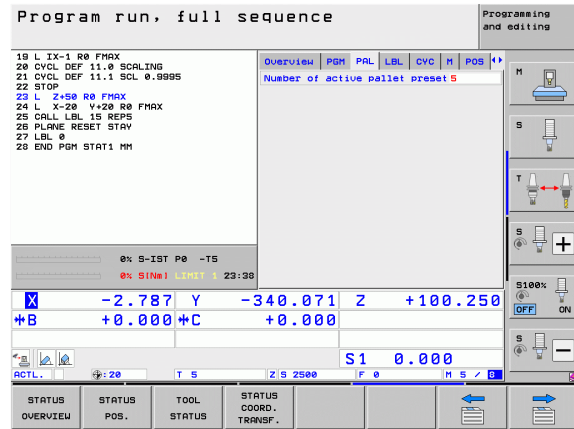 Program run, full sequence
Programming
and editing
19 L IX-1 R0 FMAX
20 CYCL DEF 11.0 SCALING
21 CYCL DEF 11.1 SCL 0.9995
22 STOP
23 L Z+50 R0 FMAX
24 L X-20 Y+20 R0 FMAX
25 CALL LBL 15 REP5
26 PLANE RESET STAY
27 LBL 0
28 END PGM STAT1 MM
Overview PGM PAL LBL CYC M POS
Number of active pallet preset 5
M
S
T
S
S100%
OFF ON
S
0% S-IST P0 -T5
0% S[Nm] LIMIT 1 23:38
X -2.787 Y -340.071 Z +100.250
B +0.000 C +0.000
S1 0.000
ACTL. : 20 T 5 Z S 2500 F 0 M 5 / 8
STATUS
OVERVIEW
STATUS
POS.
TOOL
STATUS
STATUS
COORD.
TRANSF.